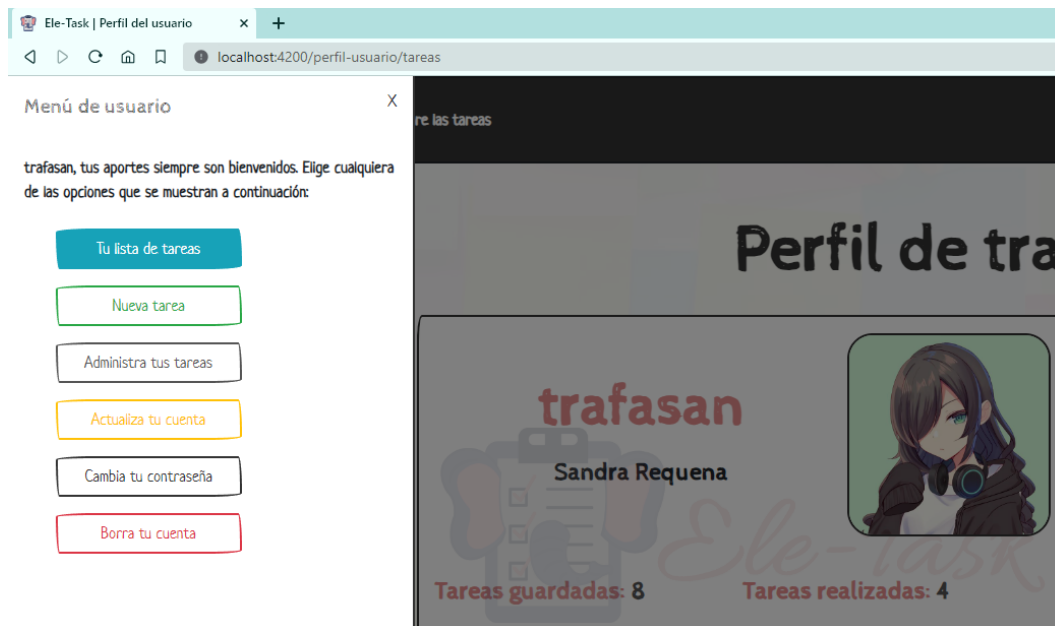 Ele-Task | Perfil del usuario
localhost:4200/perfil-usuario/tareas
Menú de usuario
X
re las tareas
trafasan, tus aportes siempre son bienvenidos. Elige cualquiera
de las opciones que se muestran a continuación:
Tu lista de tareas
Nueva tarea
Administra tus tareas
Actualiza tu cuenta
Cambia tu contraseña
Borra tu cuenta
Perfil de tra
trafasan
Sandra Requena
Ele-Task
Tareas guardadas: 8
Tareas realizadas: 4